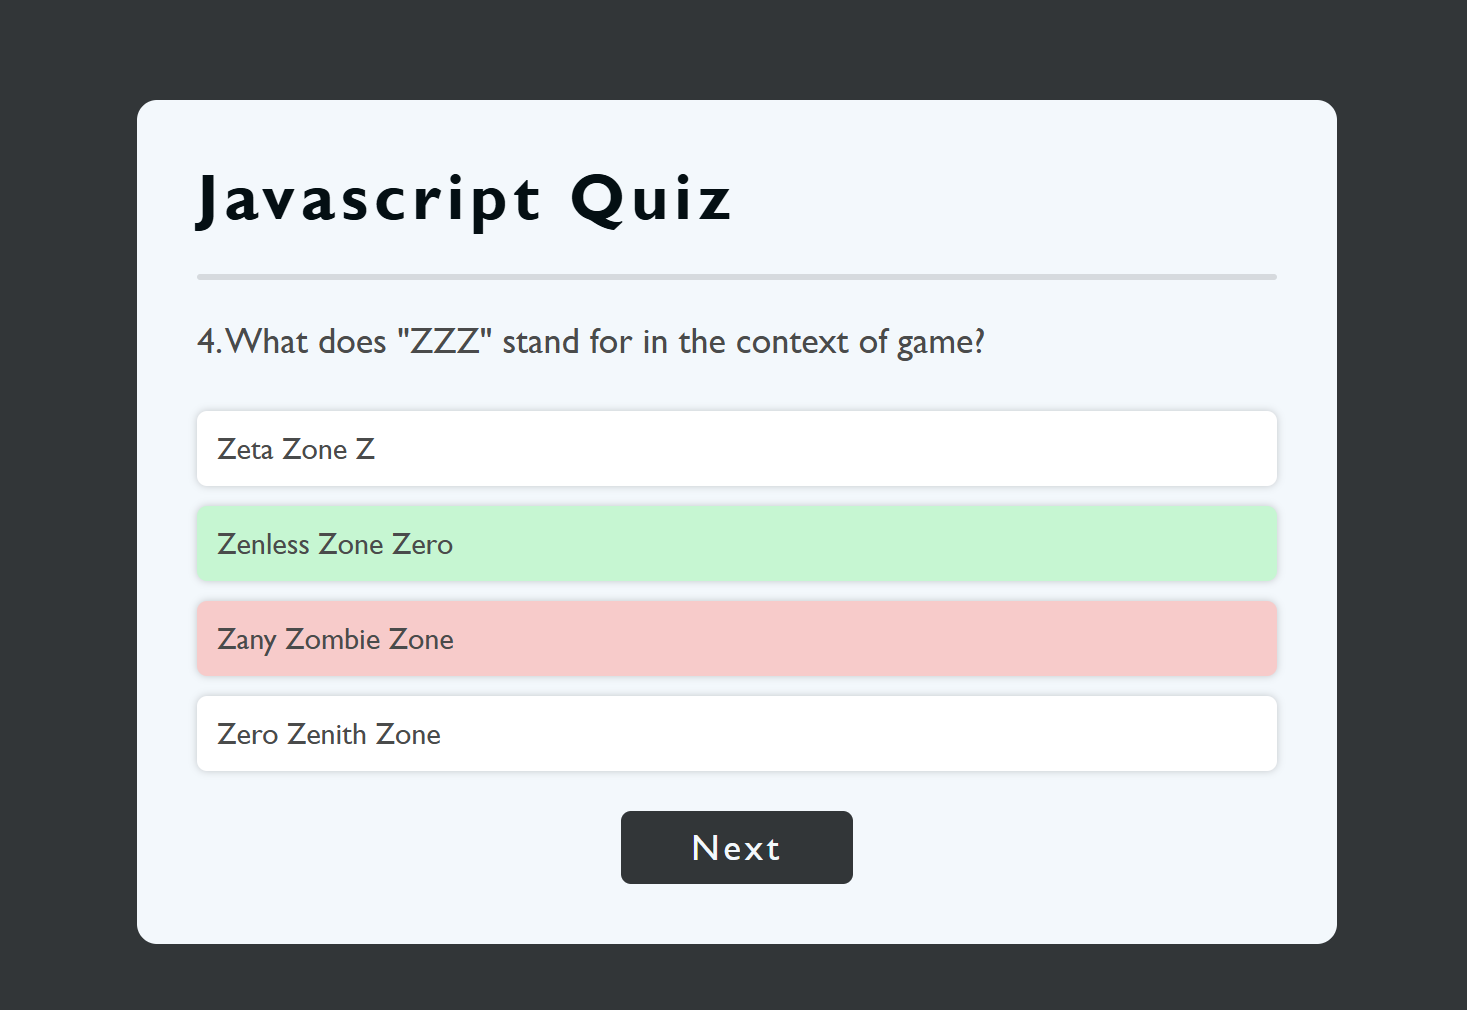 Javascript Quiz
4. What does "ZZZ" stand for in the context of game?
Zeta Zone Z
Zenless Zone Zero
Zany Zombie Zone
Zero Zenith Zone
Next